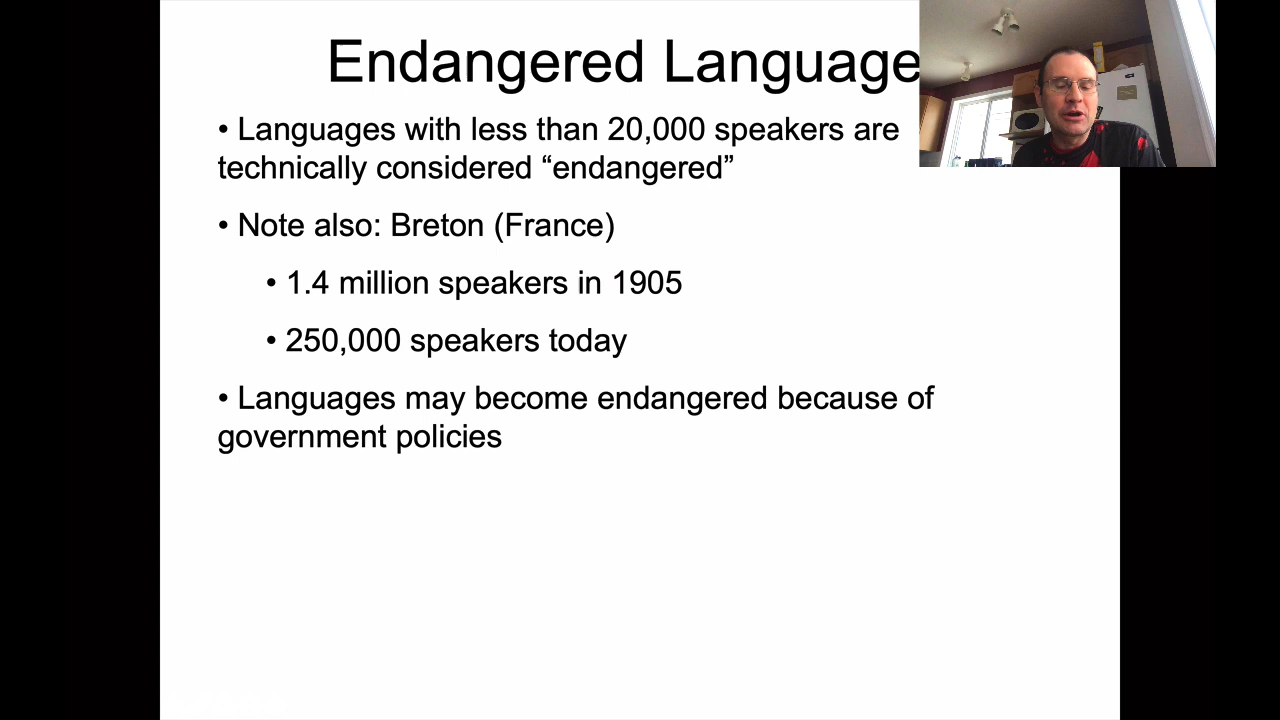 Endangered Language
• Languages with less than 20,000 speakers are
technically considered “endangered”
• Note also: Breton (France)
• 1.4 million speakers in 1905
• 250,000 speakers today
• Languages may become endangered because of
government policies